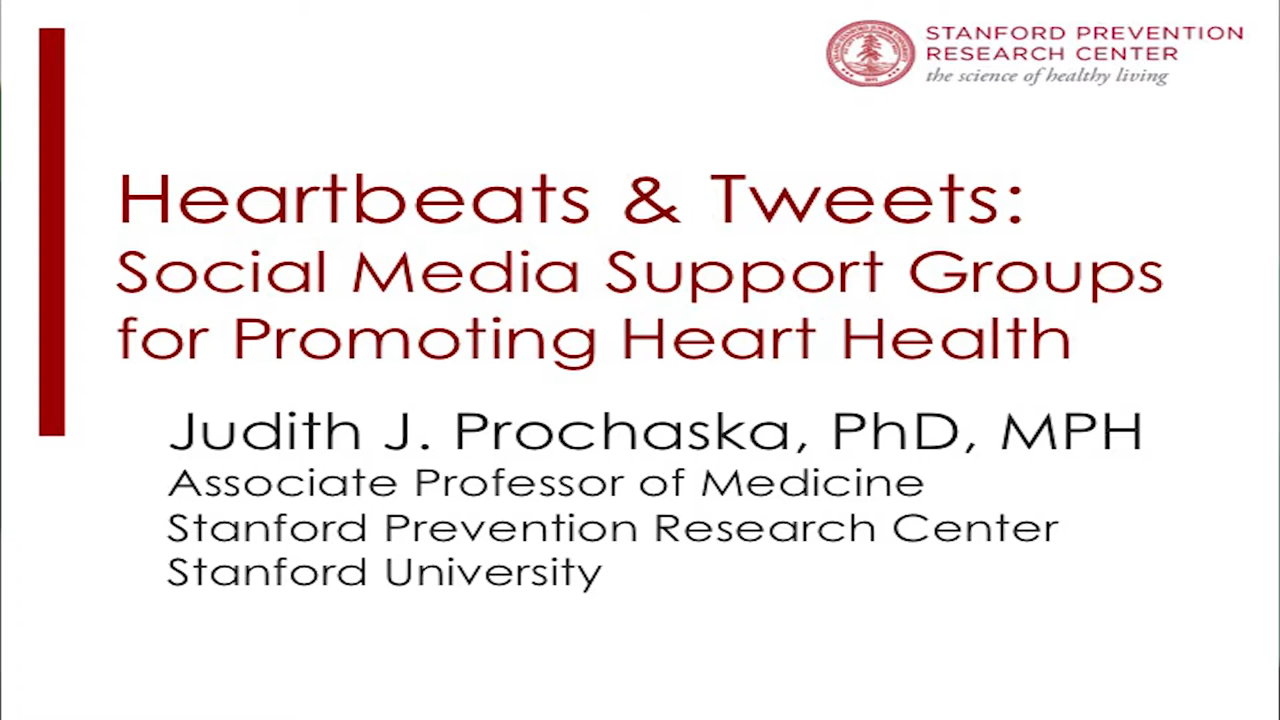 STANFORD PREVENTION
RESEARCH CENTER
the science of healthy living
Heartbeats & Tweets:
Social Media Support Groups
for Promoting Heart Health
Judith J. Prochaska, PhD, MPH
Associate Professor of Medicine
Stanford Prevention Research Center
Stanford University